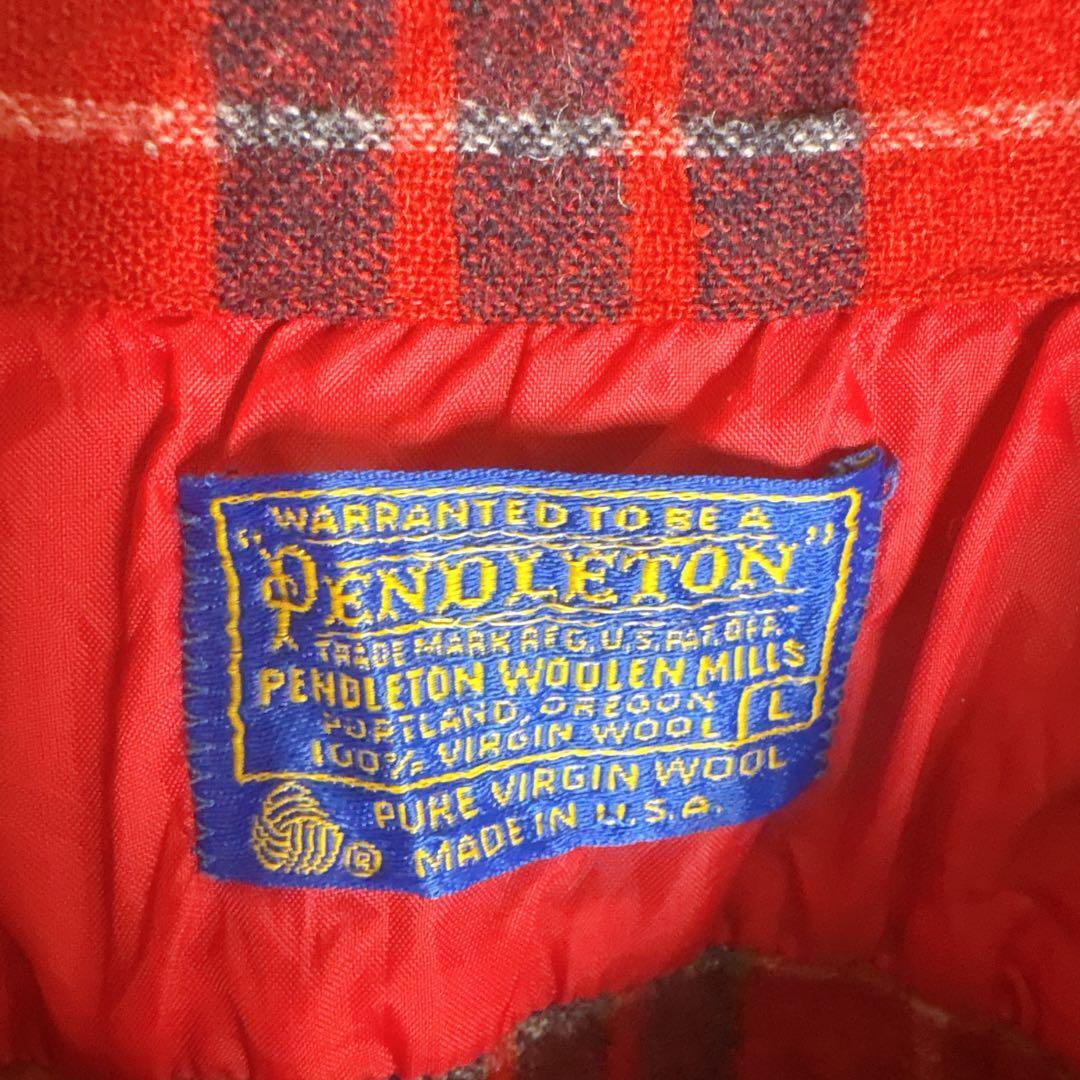 WARRANTED TO BE A
"PENDLETON"
TRADE MARK REG. U.S. PAT. OFF.
PENDLETON WOOLEN MILLS
PORTLAND, OREGON
100% VIRGIN WOOL L
PURE VIRGIN WOOL
® MADE IN U.S.A.